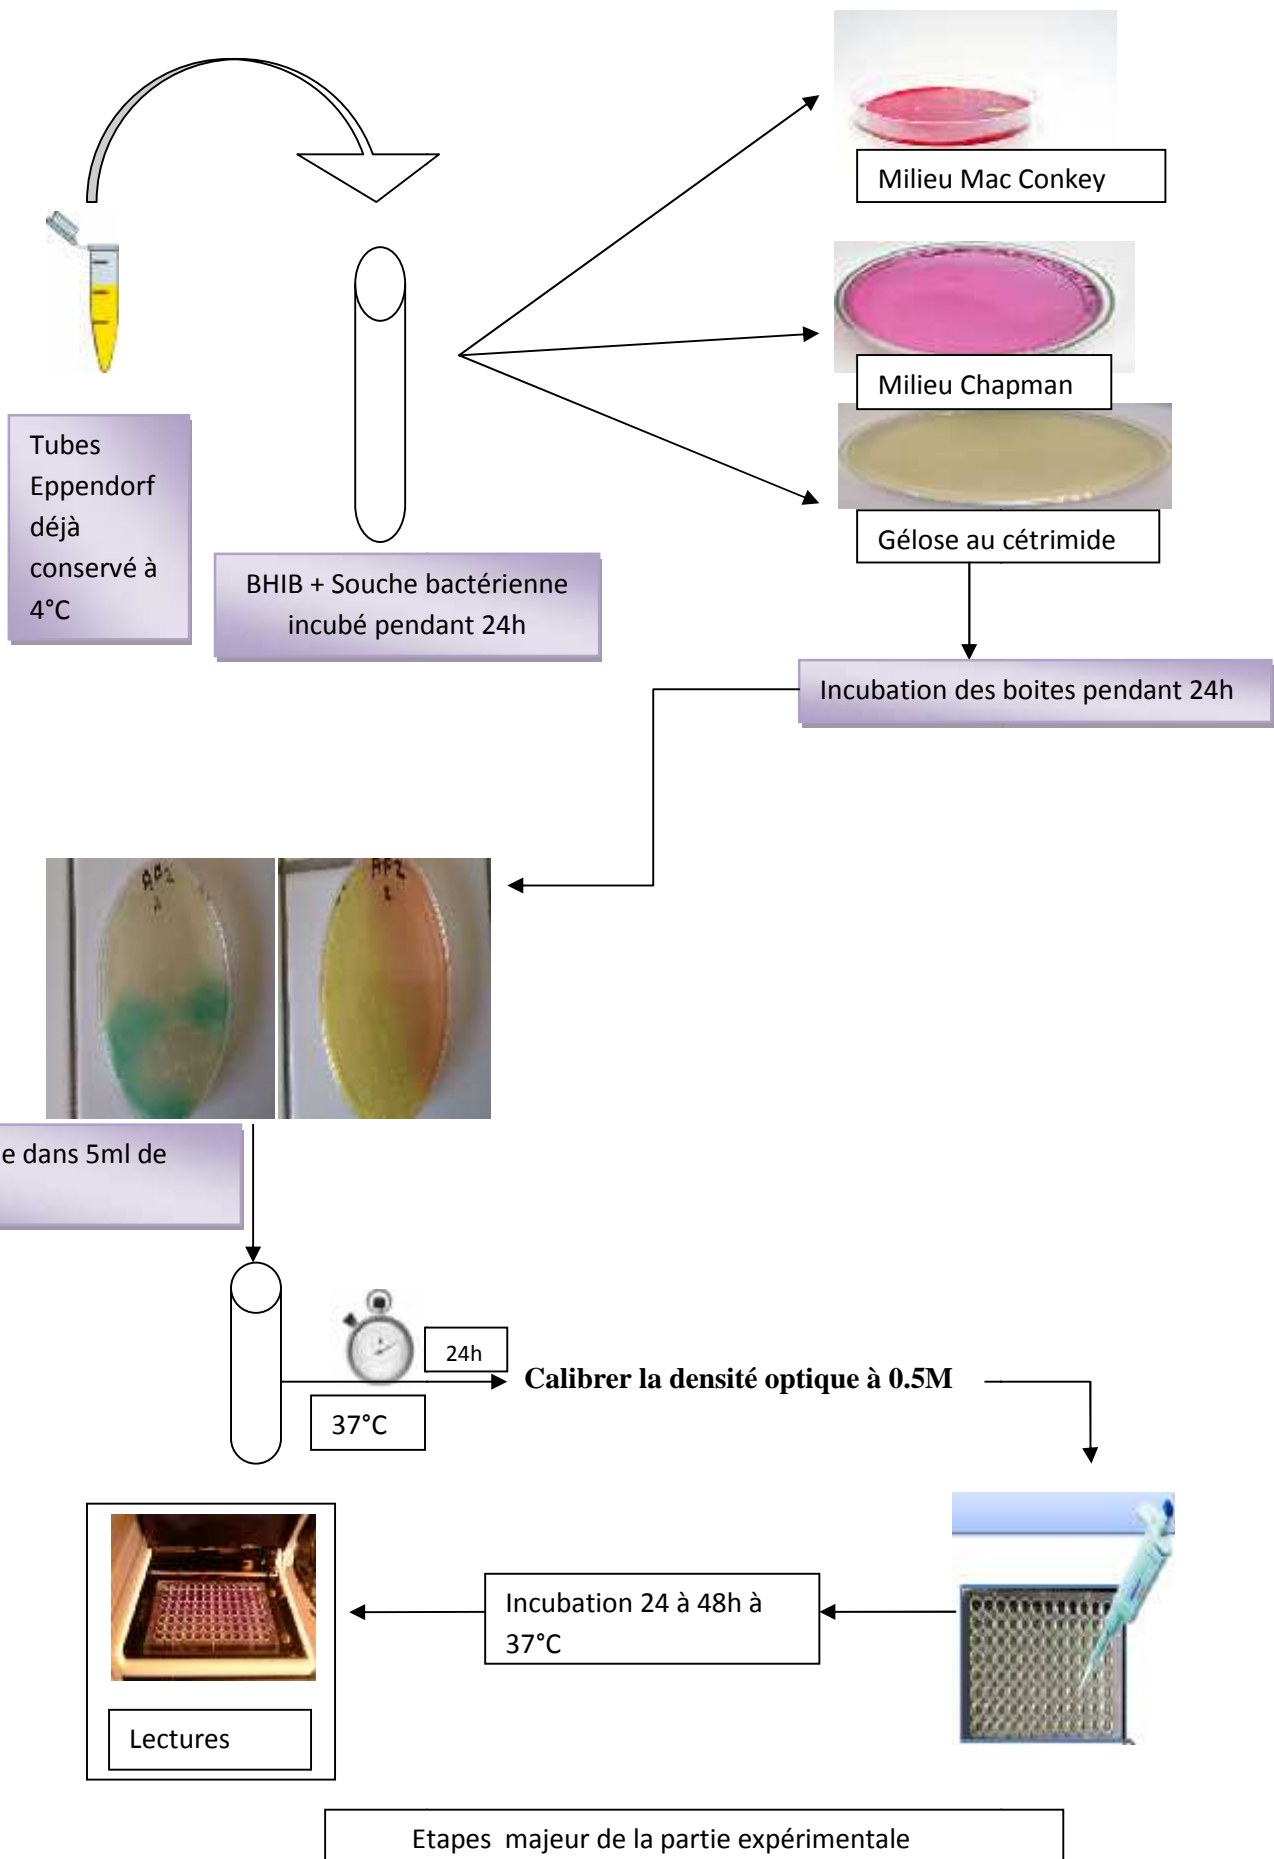 Milieu Mac Conkey
Milieu Chapman
Gélose au cétrimide
Tubes
Eppendorf
déjà
conservé à
4°C
BHIB + Souche bactérienne
incubé pendant 24h
Incubation des boites pendant 24h
AF2
e dans 5ml de
24h
37°C
Calibrer la densité optique à 0.5M
Incubation 24 à 48h à
37°C
Lectures
Etapes  majeur de la partie expérimentale